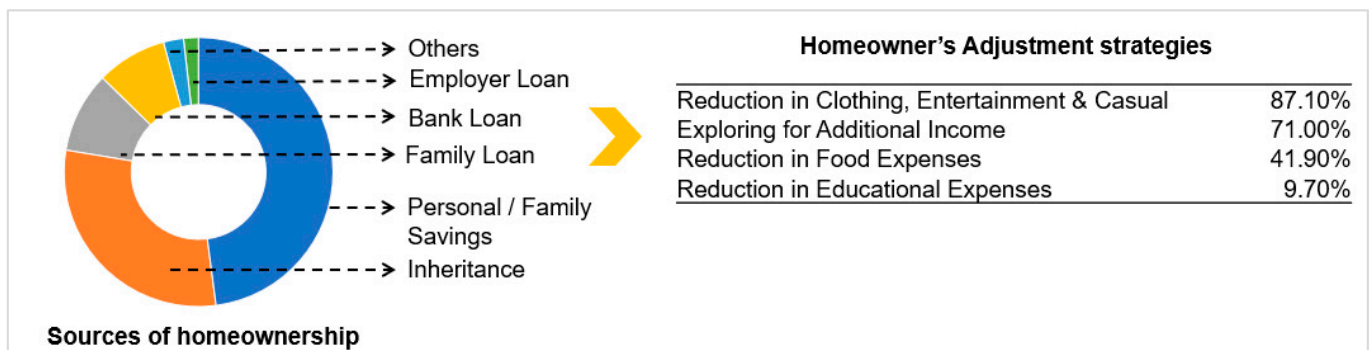 Others
Employer Loan
Bank Loan
Family Loan
Personal / Family
Savings
Inheritance
Sources of homeownership
Homeowner's Adjustment strategies
Reduction in Clothing, Entertainment & Casual 87.10%
Exploring for Additional Income 71.00%
Reduction in Food Expenses 41.90%
Reduction in Educational Expenses 9.70%